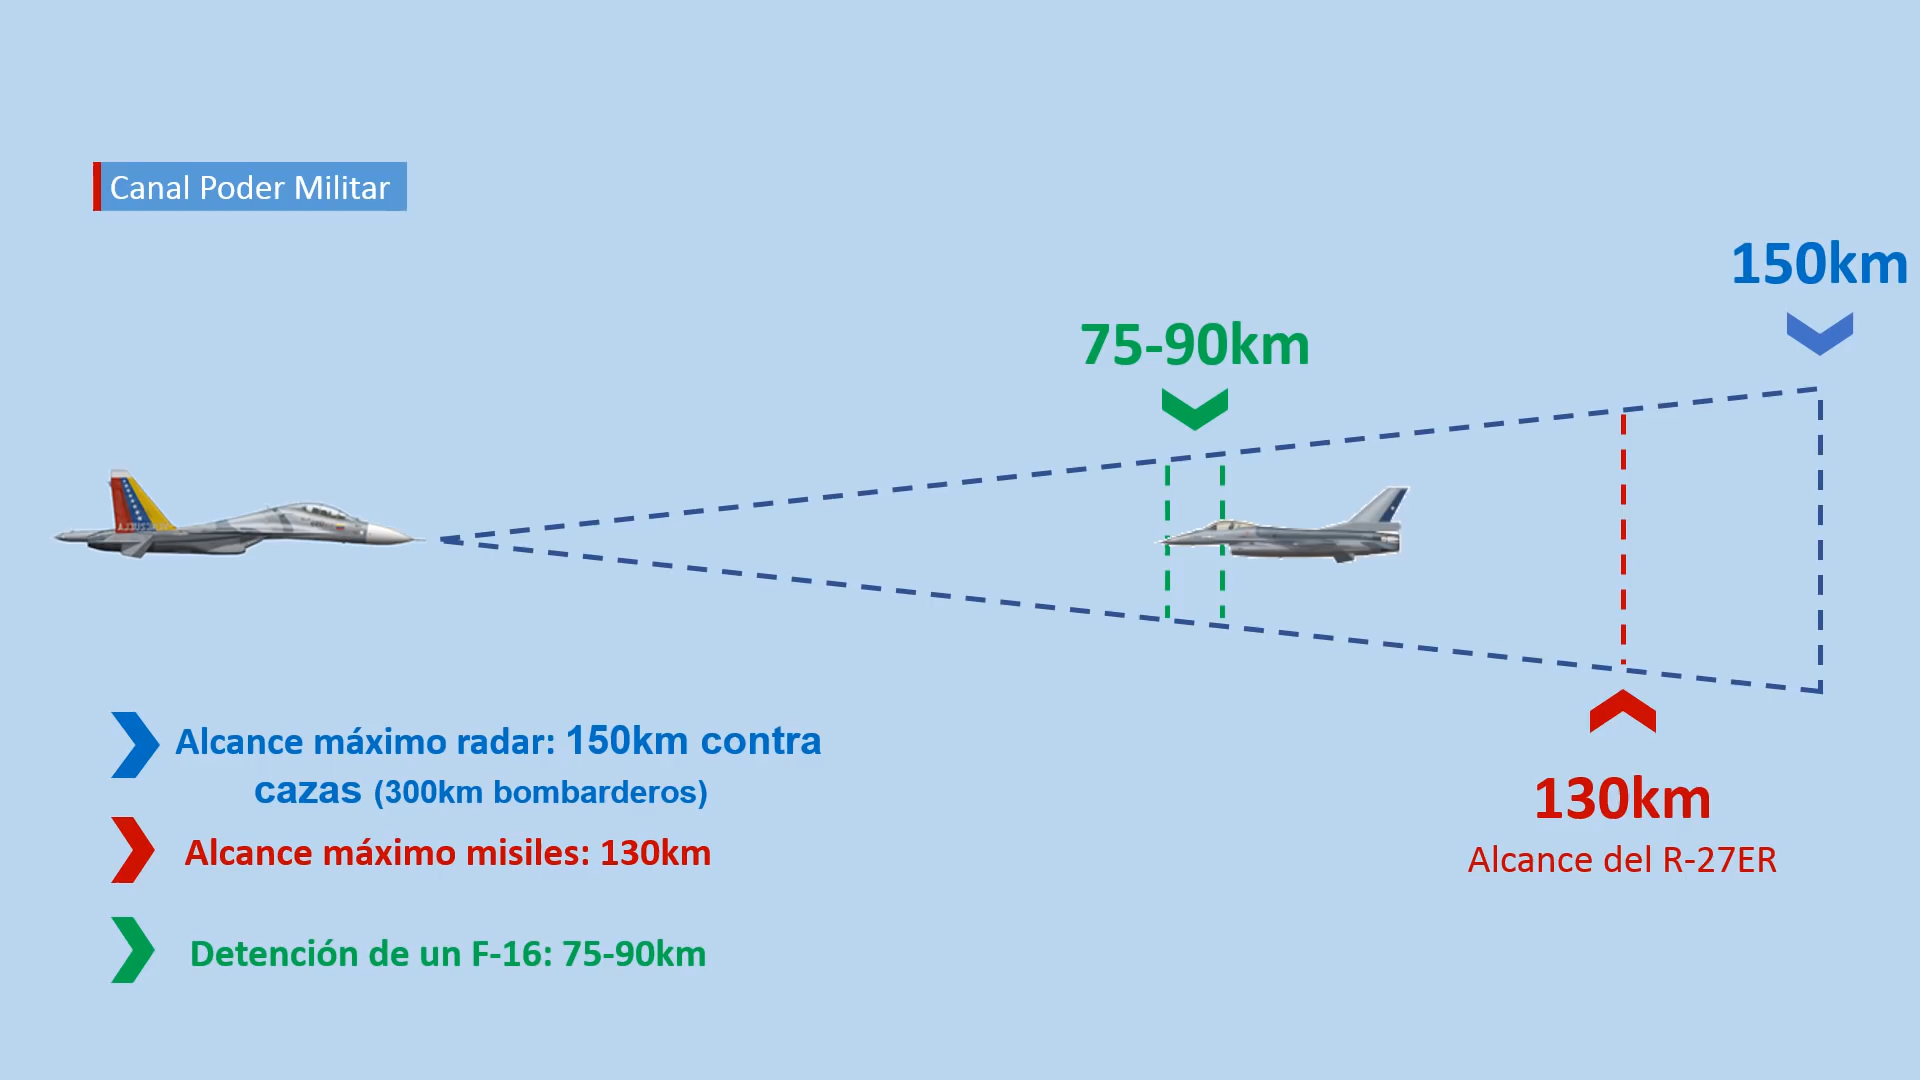 Canal Poder Militar
150km
75-90km
Alcance máximo radar: 150km contra
cazas (300km bombarderos)
Alcance máximo misiles: 130km
130km
Alcance del R-27ER
Detención de un F-16: 75-90km